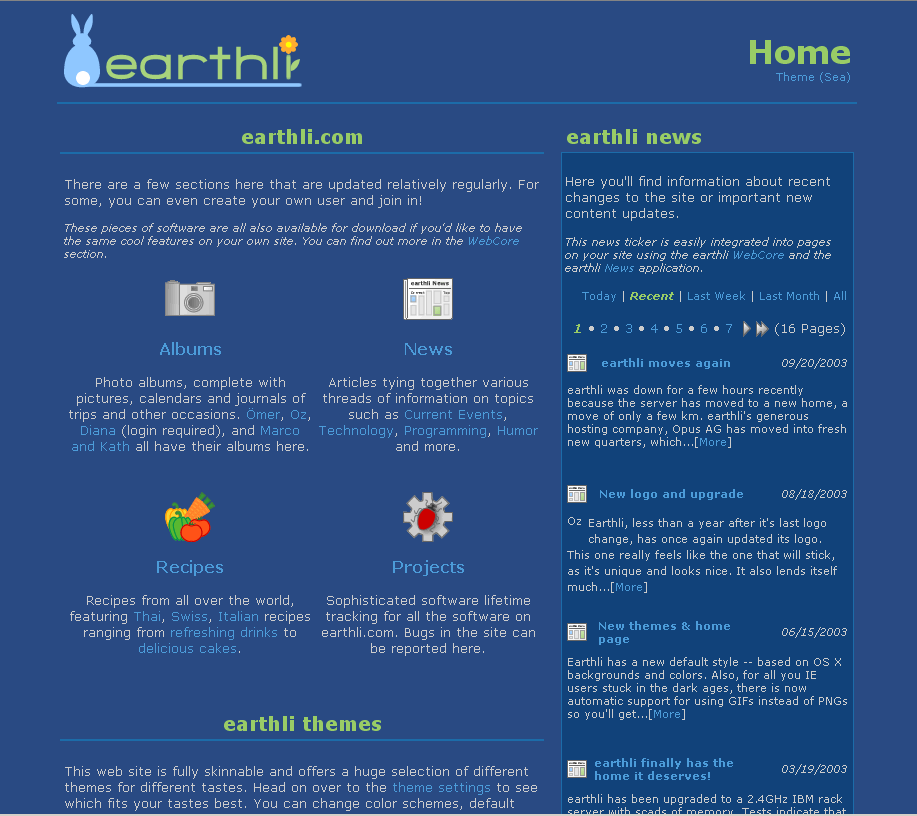 earthli
Home
Theme (Sea)
earthli.com
There are a few sections here that are updated relatively regularly. For
some, you can even create your own user and join in!
These pieces of software are all also available for download if you'd like to have
the same cool features on your own site. You can find out more in the WebCore
section.
Albums
Photo albums, complete with
pictures, calendars and journals of
trips and other occasions. Ömer, Oz,
Diana (login required), and Marco
and Kath all have their albums here.
earthli News
News
Articles tying together various
threads of information on topics
such as Current Events,
Technology, Programming, Humor
and more.
Recipes
Recipes from all over the world,
featuring Thai, Swiss, Italian recipes
ranging from refreshing drinks to
delicious cakes.
Projects
Sophisticated software lifetime
tracking for all the software on
earthli.com. Bugs in the site can
be reported here.
earthli themes
This web site is fully skinnable and offers a huge selection of different
themes for different tastes. Head on over to the theme settings to see
which fits your tastes best. You can change color schemes, default
earthli news
Here you'll find information about recent
changes to the site or important new
content updates.
This news ticker is easily integrated into pages
on your site using the earthli WebCore and the
earthli News application.
Today | Recent | Last Week | Last Month | All
1 • 2 • 3 • 4 • 5 • 6 • 7 (16 Pages)
earthli moves again 09/20/2003
earthli was down for a few hours recently
because the server has moved to a new home, a
move of only a few km. earthli's generous
hosting company, Opus AG has moved into fresh
new quarters, which...[More]
New logo and upgrade 08/18/2003
Oz Earthli, less than a year after it's last logo
change, has once again updated its logo.
This one really feels like the one that will stick,
as it's unique and looks nice. It also lends itself
much...[More]
New themes & home
page 06/15/2003
Earthli has a new default style -- based on OS X
backgrounds and colors. Also, for all you IE
users stuck in the dark ages, there is now
automatic support for using GIFs instead of PNGs
so you'll get...[More]
earthli finally has the
home it deserves! 03/19/2003
earthli has been upgraded to a 2.4GHz IBM rack
server with scads of memory. Tests indicate that